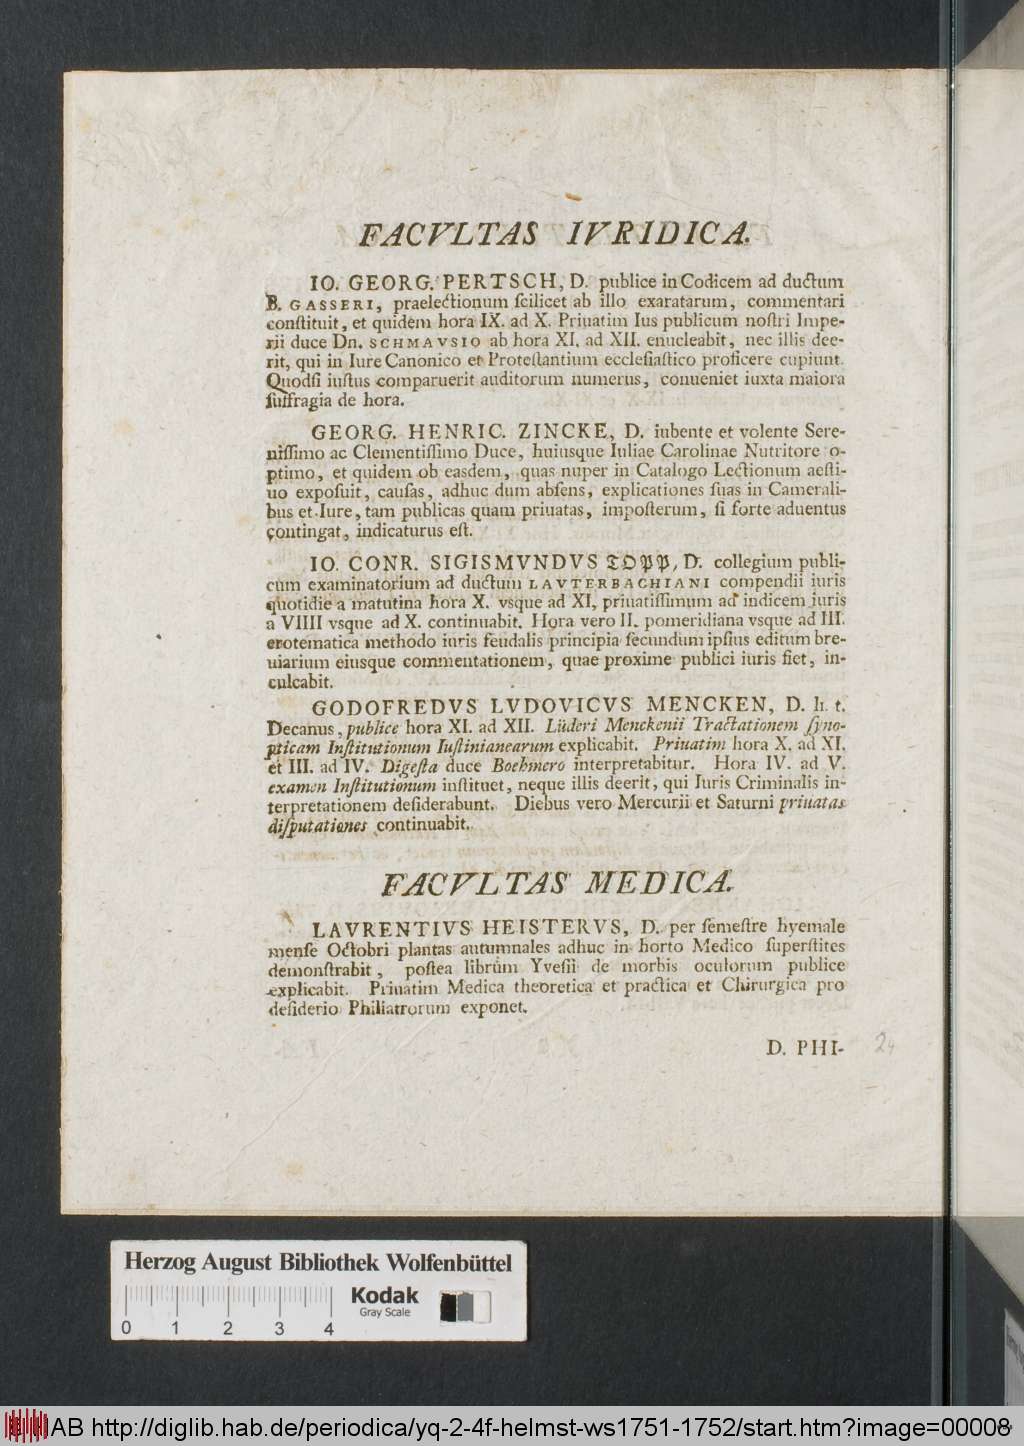 FACVLTAS IVRIDICA.
IO. GEORG. PERTSCH, D. publice in Codicem ad ductum
B. GASSERI, praelectionum ſcilicet ab illo exaratarum, commentari
conſtituit, et quidem hora IX. ad X. Priuatim Ius publicum noſtri Impe-
rii duce Dn. SCHMAVSIO ab hora XI. ad XII. enucleabit, nec illis dee-
rit, qui in Iure Canonico et Proteſtantium eccleſiaſtico proficere cupiunt.
Quodſi iuſtus comparuerit auditorum numerus, conueniet iuxta maiora
ſuffragia de hora.
GEORG. HENRIC. ZINCKE, D. iubente et volente Sere-
niſſimo ac Clementiſſimo Duce, huiusque Iuliae Carolinae Nutritore o-
ptimo, et quidem ob easdem, quas nuper in Catalogo Lectionum aeſti-
uo expoſuit, cauſas, adhuc dum abſens, explicationes ſuas in Camerali-
bus et Iure, tam publicas quam priuatas, impoſterum, ſi forte aduentus
contingat, indicaturus eſt.
IO. CONR. SIGISMVNDVS TOPP, D. collegium publi-
cum examinatorium ad ductum LAVTERBACHIANI compendii iuris
quotidie a matutina hora X. vsque ad XI, priuatiſſimum ad indicem iuris
a VIIII vsque ad X. continuabit. Hora vero II. pomeridiana vsque ad III.
erotematica methodo iuris feudalis principia ſecundum ipſius editum bre-
uiarium eiusque commentationem, quae proxime publici iuris fiet, in-
culcabit.
GODOFREDVS LVDOVICVS MENCKEN, D. h. t.
Decanus, publice hora XI. ad XII. Lüderi Menckenii Tractationem ſyno-
pticam Inſtitutionum Iuſtinianearum explicabit. Priuatim hora X. ad XI.
et III. ad IV. Digeſta duce Boehmero interpretabitur. Hora IV. ad V.
examen Inſtitutionum inſtituet, neque illis deerit, qui Iuris Criminalis in-
terpretationem deſiderabunt. Diebus vero Mercurii et Saturni priuatas
diſputationes continuabit.
FACVLTAS MEDICA.
LAVRENTIVS HEISTERVS, D. per ſemeſtre hyemale
menſe Octobri plantas autumnales adhuc in horto Medico ſuperſtites
demonſtrabit, poſtea librum Yveſii de morbis oculorum publice
explicabit. Priuatim Medica theoretica et practica et Chirurgica pro
deſiderio Philiatrorum exponet.
D. PHI-
24
Herzog August Bibliothek Wolfenbüttel
Kodak
Gray Scale
0 1 2 3 4
HAB http://diglib.hab.de/periodica/yq-2-4f-helmst-ws1751-1752/start.htm?image=00008